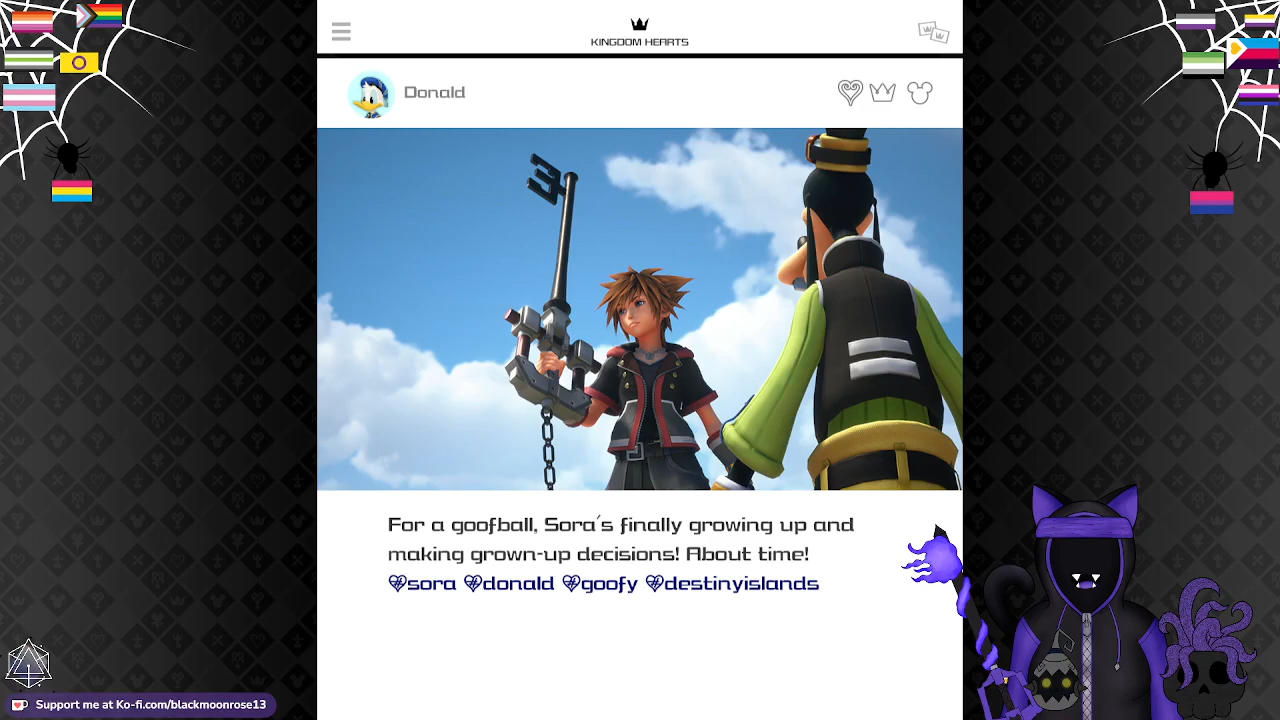 KINGDOM HEARTS
Donald
For a goofball, Sora's finally growing up and
making grown-up decisions! About time!
sora donald goofy destinyislands
Support me at Ko-fi.com/blackmoonrose13